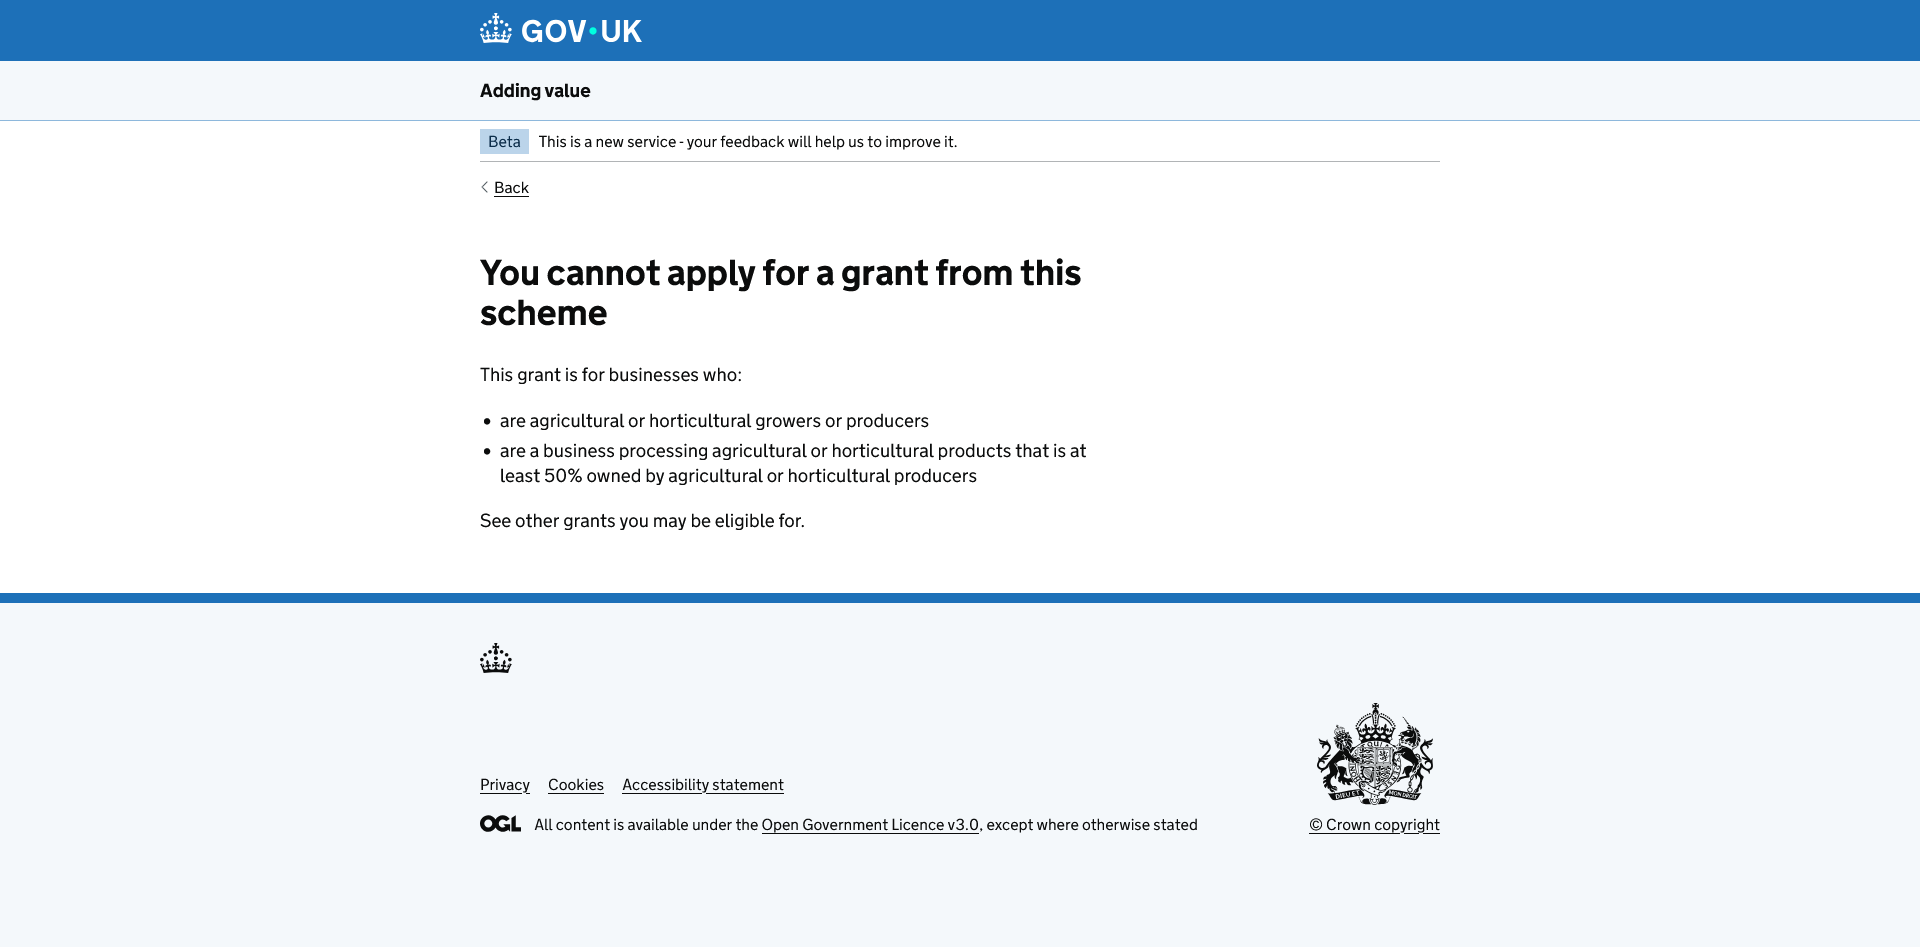 GOV·UK
Adding value
Beta This is a new service - your feedback will help us to improve it.
Back
You cannot apply for a grant from this
scheme
This grant is for businesses who:
• are agricultural or horticultural growers or producers
• are a business processing agricultural or horticultural products that is at
least 50% owned by agricultural or horticultural producers
See other grants you may be eligible for.
Privacy Cookies Accessibility statement
OGL All content is available under the Open Government Licence v3.0, except where otherwise stated
© Crown copyright